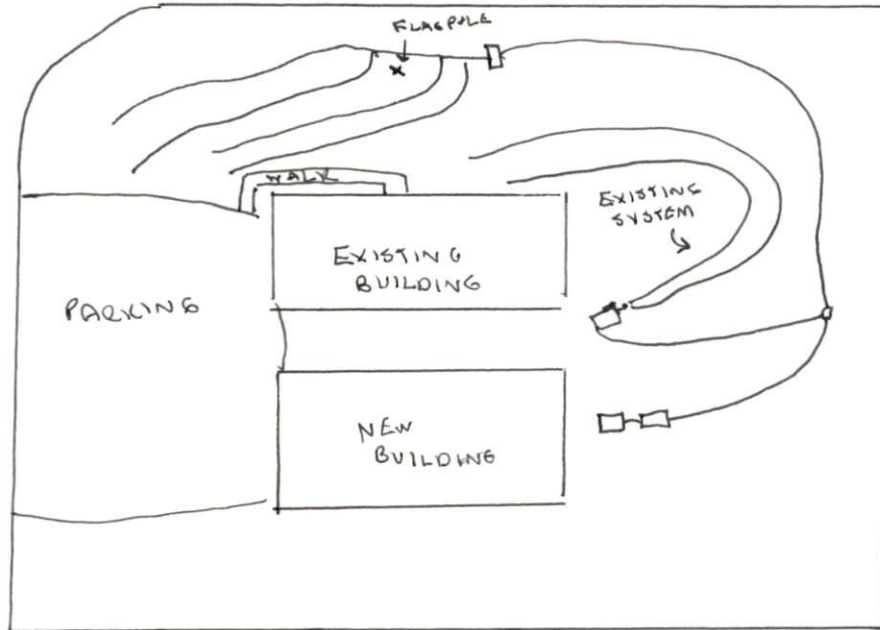 FLAGPOLE
WALK
EXISTING
SYSTEM
EXISTING
BUILDING
PARKING
NEW
BUILDING